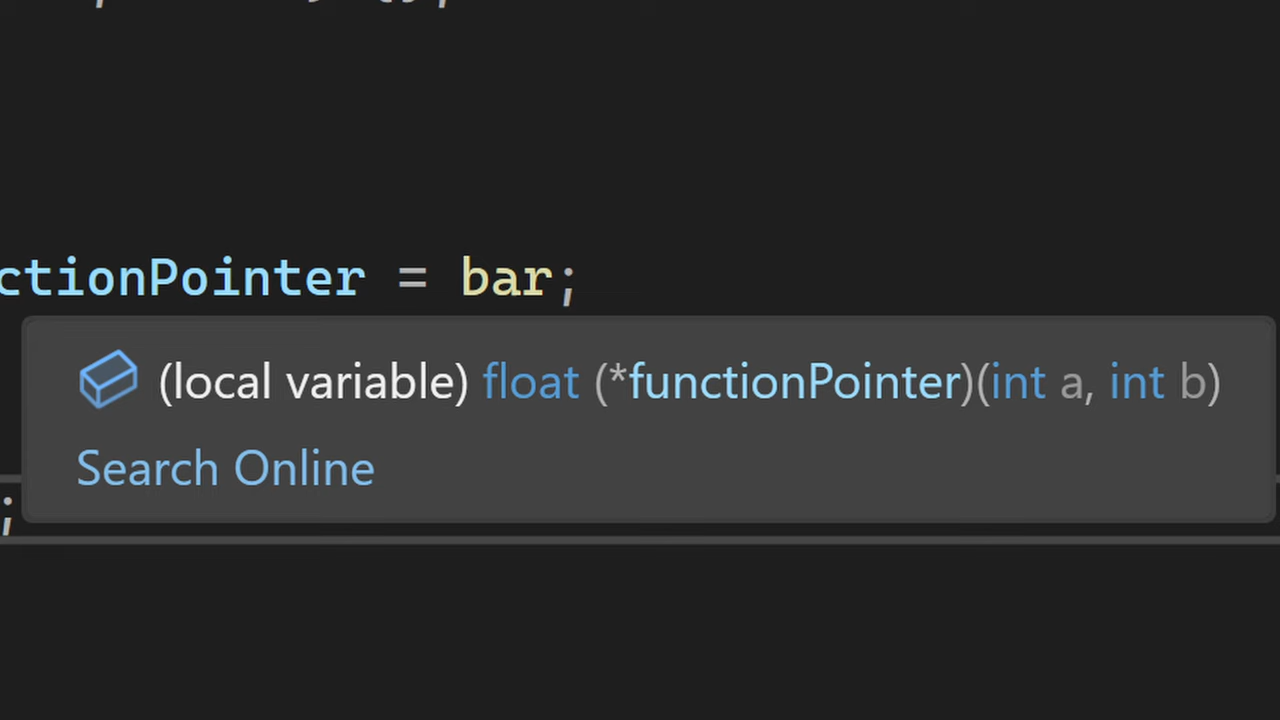 ctionPointer = bar;
(local variable) float (*functionPointer)(int a, int b)
Search Online
;